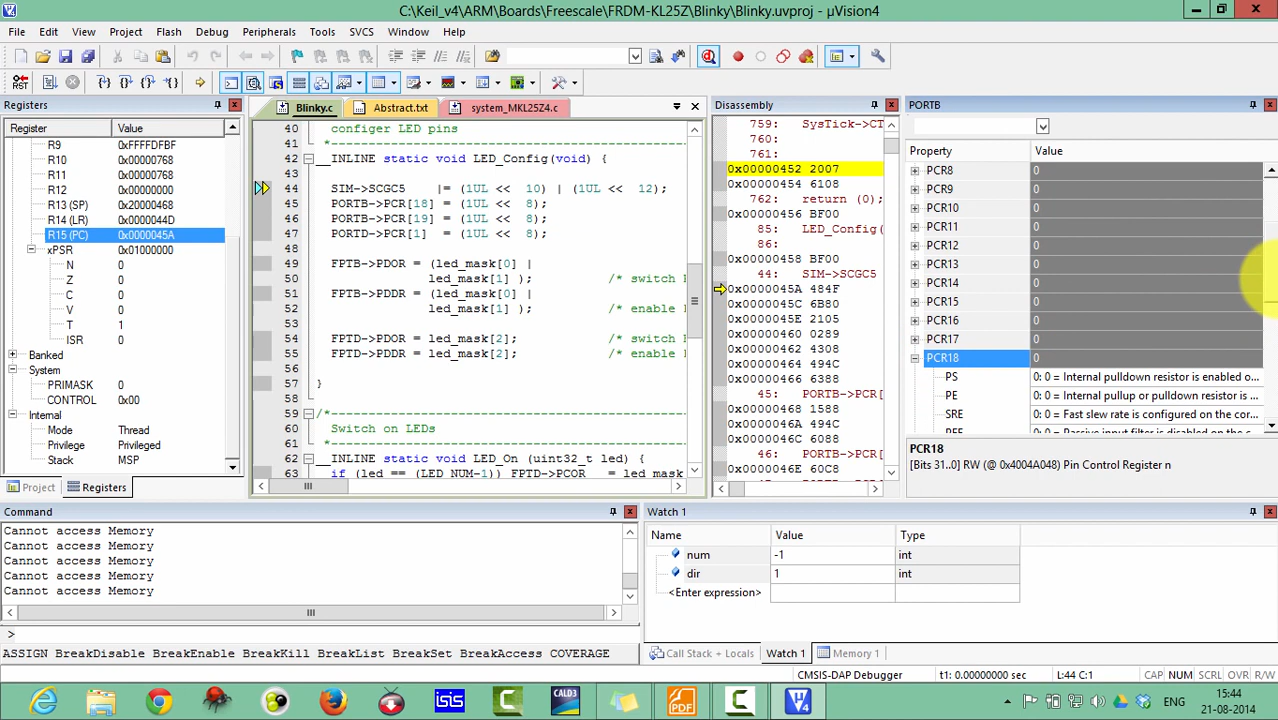 C:\Keil_v4\ARM\Boards\Freescale\FRDM-KL25Z\Blinky\Blinky.uvproj - µVision4
File Edit View Project Flash Debug Peripherals Tools SVCS Window Help
Registers
Register Value
R9 0xFFFFDFBF
R10 0x00000768
R11 0x00000768
R12 0x00000000
R13 (SP) 0x20000468
R14 (LR) 0x0000044D
R15 (PC) 0x0000045A
xPSR 0x01000000
N 0
Z 0
C 0
V 0
T 1
ISR 0
Banked
System
PRIMASK 0
CONTROL 0x00
Internal
Mode Thread
Privilege Privileged
Stack MSP
Project Registers
Blinky.c Abstract.txt system_MKL25Z4.c
40 configer LED pins
41 *----------------------------------------
42 __INLINE static void LED_Config(void) {
43
44 SIM->SCGC5 |= (1UL << 10) | (1UL << 12);
45 PORTB->PCR[18] = (1UL << 8);
46 PORTB->PCR[19] = (1UL << 8);
47 PORTD->PCR[1] = (1UL << 8);
48
49 FPTB->PDOR = (led_mask[0] |
50 led_mask[1] ); /* switch
51 FPTB->PDDR = (led_mask[0] |
52 led_mask[1] ); /* enable
53
54 FPTD->PDOR = led_mask[2]; /* switch
55 FPTD->PDDR = led_mask[2]; /* enable
56
57 }
58
59 /*----------------------------------------
60 Switch on LEDs
61 *----------------------------------------
62 __INLINE static void LED_On (uint32_t led) {
63 if (led == (LED_NUM-1)) FPTD->PCOR = led_mask
Disassembly
759: SysTick->CT
760:
761:
0x00000452 2007
0x00000454 6108
762: return (0);
0x00000456 BF00
85: LED_Config(
86:
0x00000458 BF00
44: SIM->SCGC5
0x0000045A 484F
0x0000045C 6B80
0x0000045E 2105
0x00000460 0289
0x00000462 4308
0x00000464 494C
0x00000466 6388
45: PORTB->PCR[
0x00000468 1588
0x0000046A 494C
0x0000046C 6088
46: PORTB->PCR[
0x0000046E 60C8
PORTB
Property Value
PCR8 0
PCR9 0
PCR10 0
PCR11 0
PCR12 0
PCR13 0
PCR14 0
PCR15 0
PCR16 0
PCR17 0
PCR18 0
PS 0: 0 = Internal pulldown resistor is enabled o...
PE 0: 0 = Internal pullup or pulldown resistor is ...
SRE 0: 0 = Fast slew rate is configured on the cor...
PCR18
[Bits 31..0] RW (@ 0x4004A048) Pin Control Register n
Command
Cannot access Memory
Cannot access Memory
Cannot access Memory
Cannot access Memory
Cannot access Memory
>
ASSIGN BreakDisable BreakEnable BreakKill BreakList BreakSet BreakAccess COVERAGE
Watch 1
Name Value Type
num -1 int
dir 1 int
<Enter expression>
Call Stack + Locals Watch 1 Memory 1
CMSIS-DAP Debugger t1: 0.00000000 sec L:44 C:1 CAP NUM SCRL OVR R/W
ENG
15:44
21-08-2014